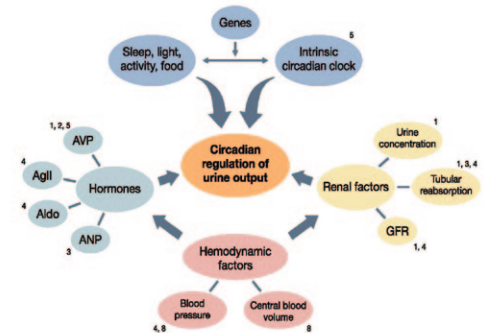 Genes
Sleep, light,
activity, food
5
Intrinsic
circadian clock
1, 2, 5
AVP
4
AgII
Hormones
4
Aldo
ANP
3
Circadian
regulation of
urine output
1
Urine
concentration
1, 3, 4
Tubular
reabsorption
Renal factors
GFR
1, 4
Hemodynamic
factors
Blood
pressure
4, 8
Central blood
volume
8